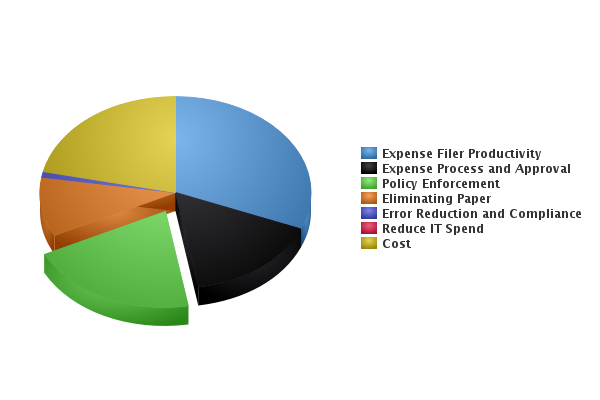 Expense Filer Productivity
Expense Process and Approval
Policy Enforcement
Eliminating Paper
Error Reduction and Compliance
Reduce IT Spend
Cost